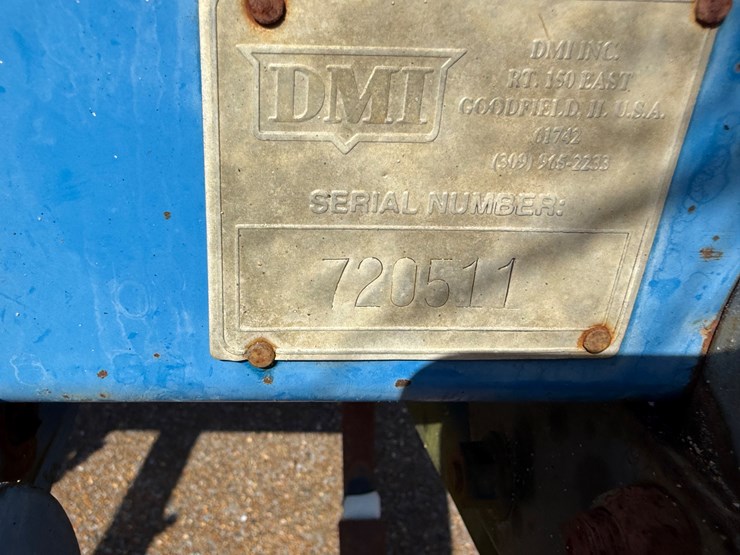 DMI
DMI INC.
RT. 150 EAST
GOODFIELD, IL U.S.A.
61742
(309) 965-2233
SERIAL NUMBER:
720511